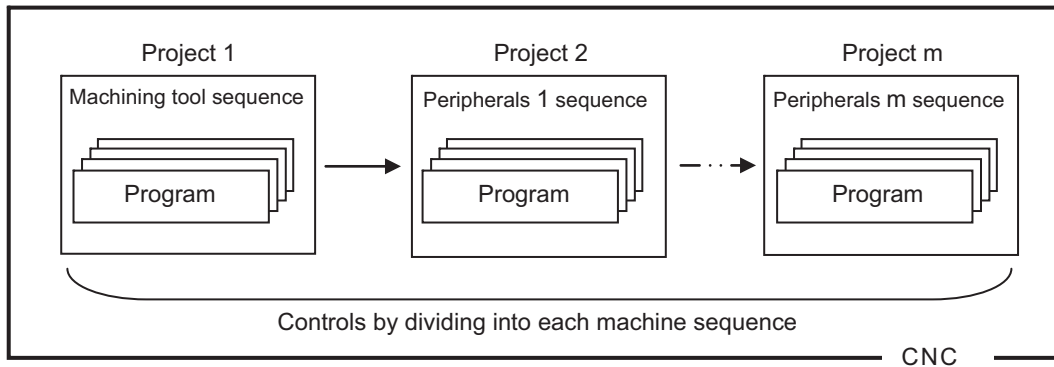 Project 1
Project 2
Project m
Machining tool sequence
Peripherals 1 sequence
Peripherals m sequence
Program
Program
Program
Controls by dividing into each machine sequence
CNC